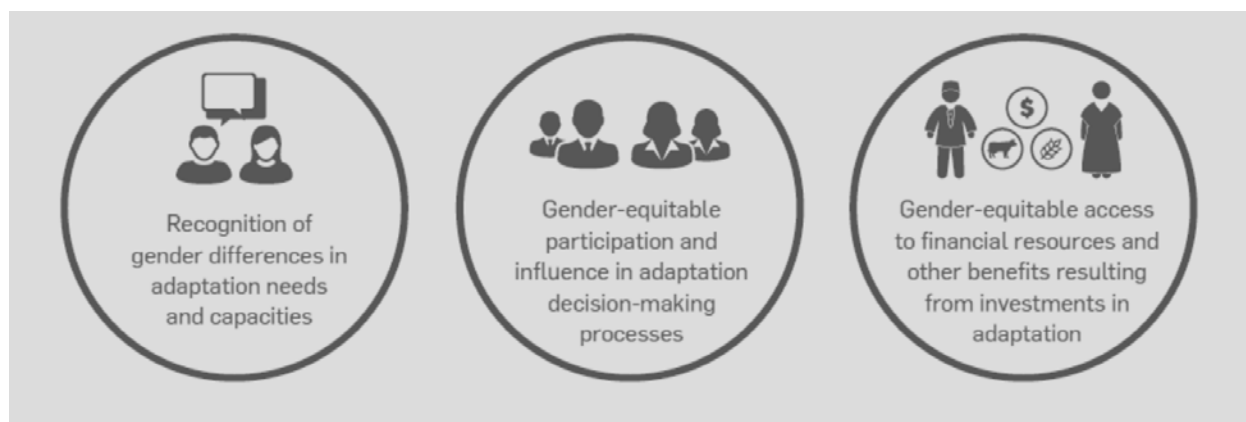 Recognition of
gender differences in
adaptation needs
and capacities
Gender-equitable
participation and
influence in adaptation
decision-making
processes
$
Gender-equitable access
to financial resources and
other benefits resulting
from investments in
adaptation